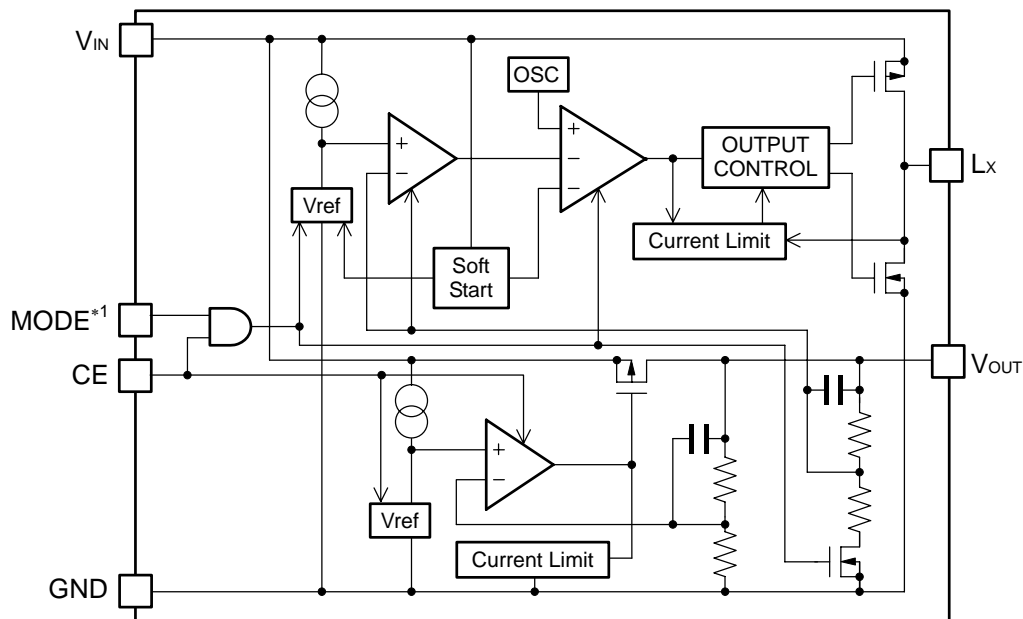 VIN
OSC
+
−
+
−
−
OUTPUT
CONTROL
LX
Vref
Current Limit
Soft
Start
MODE*1
CE
VOUT
+
−
Vref
Current Limit
GND